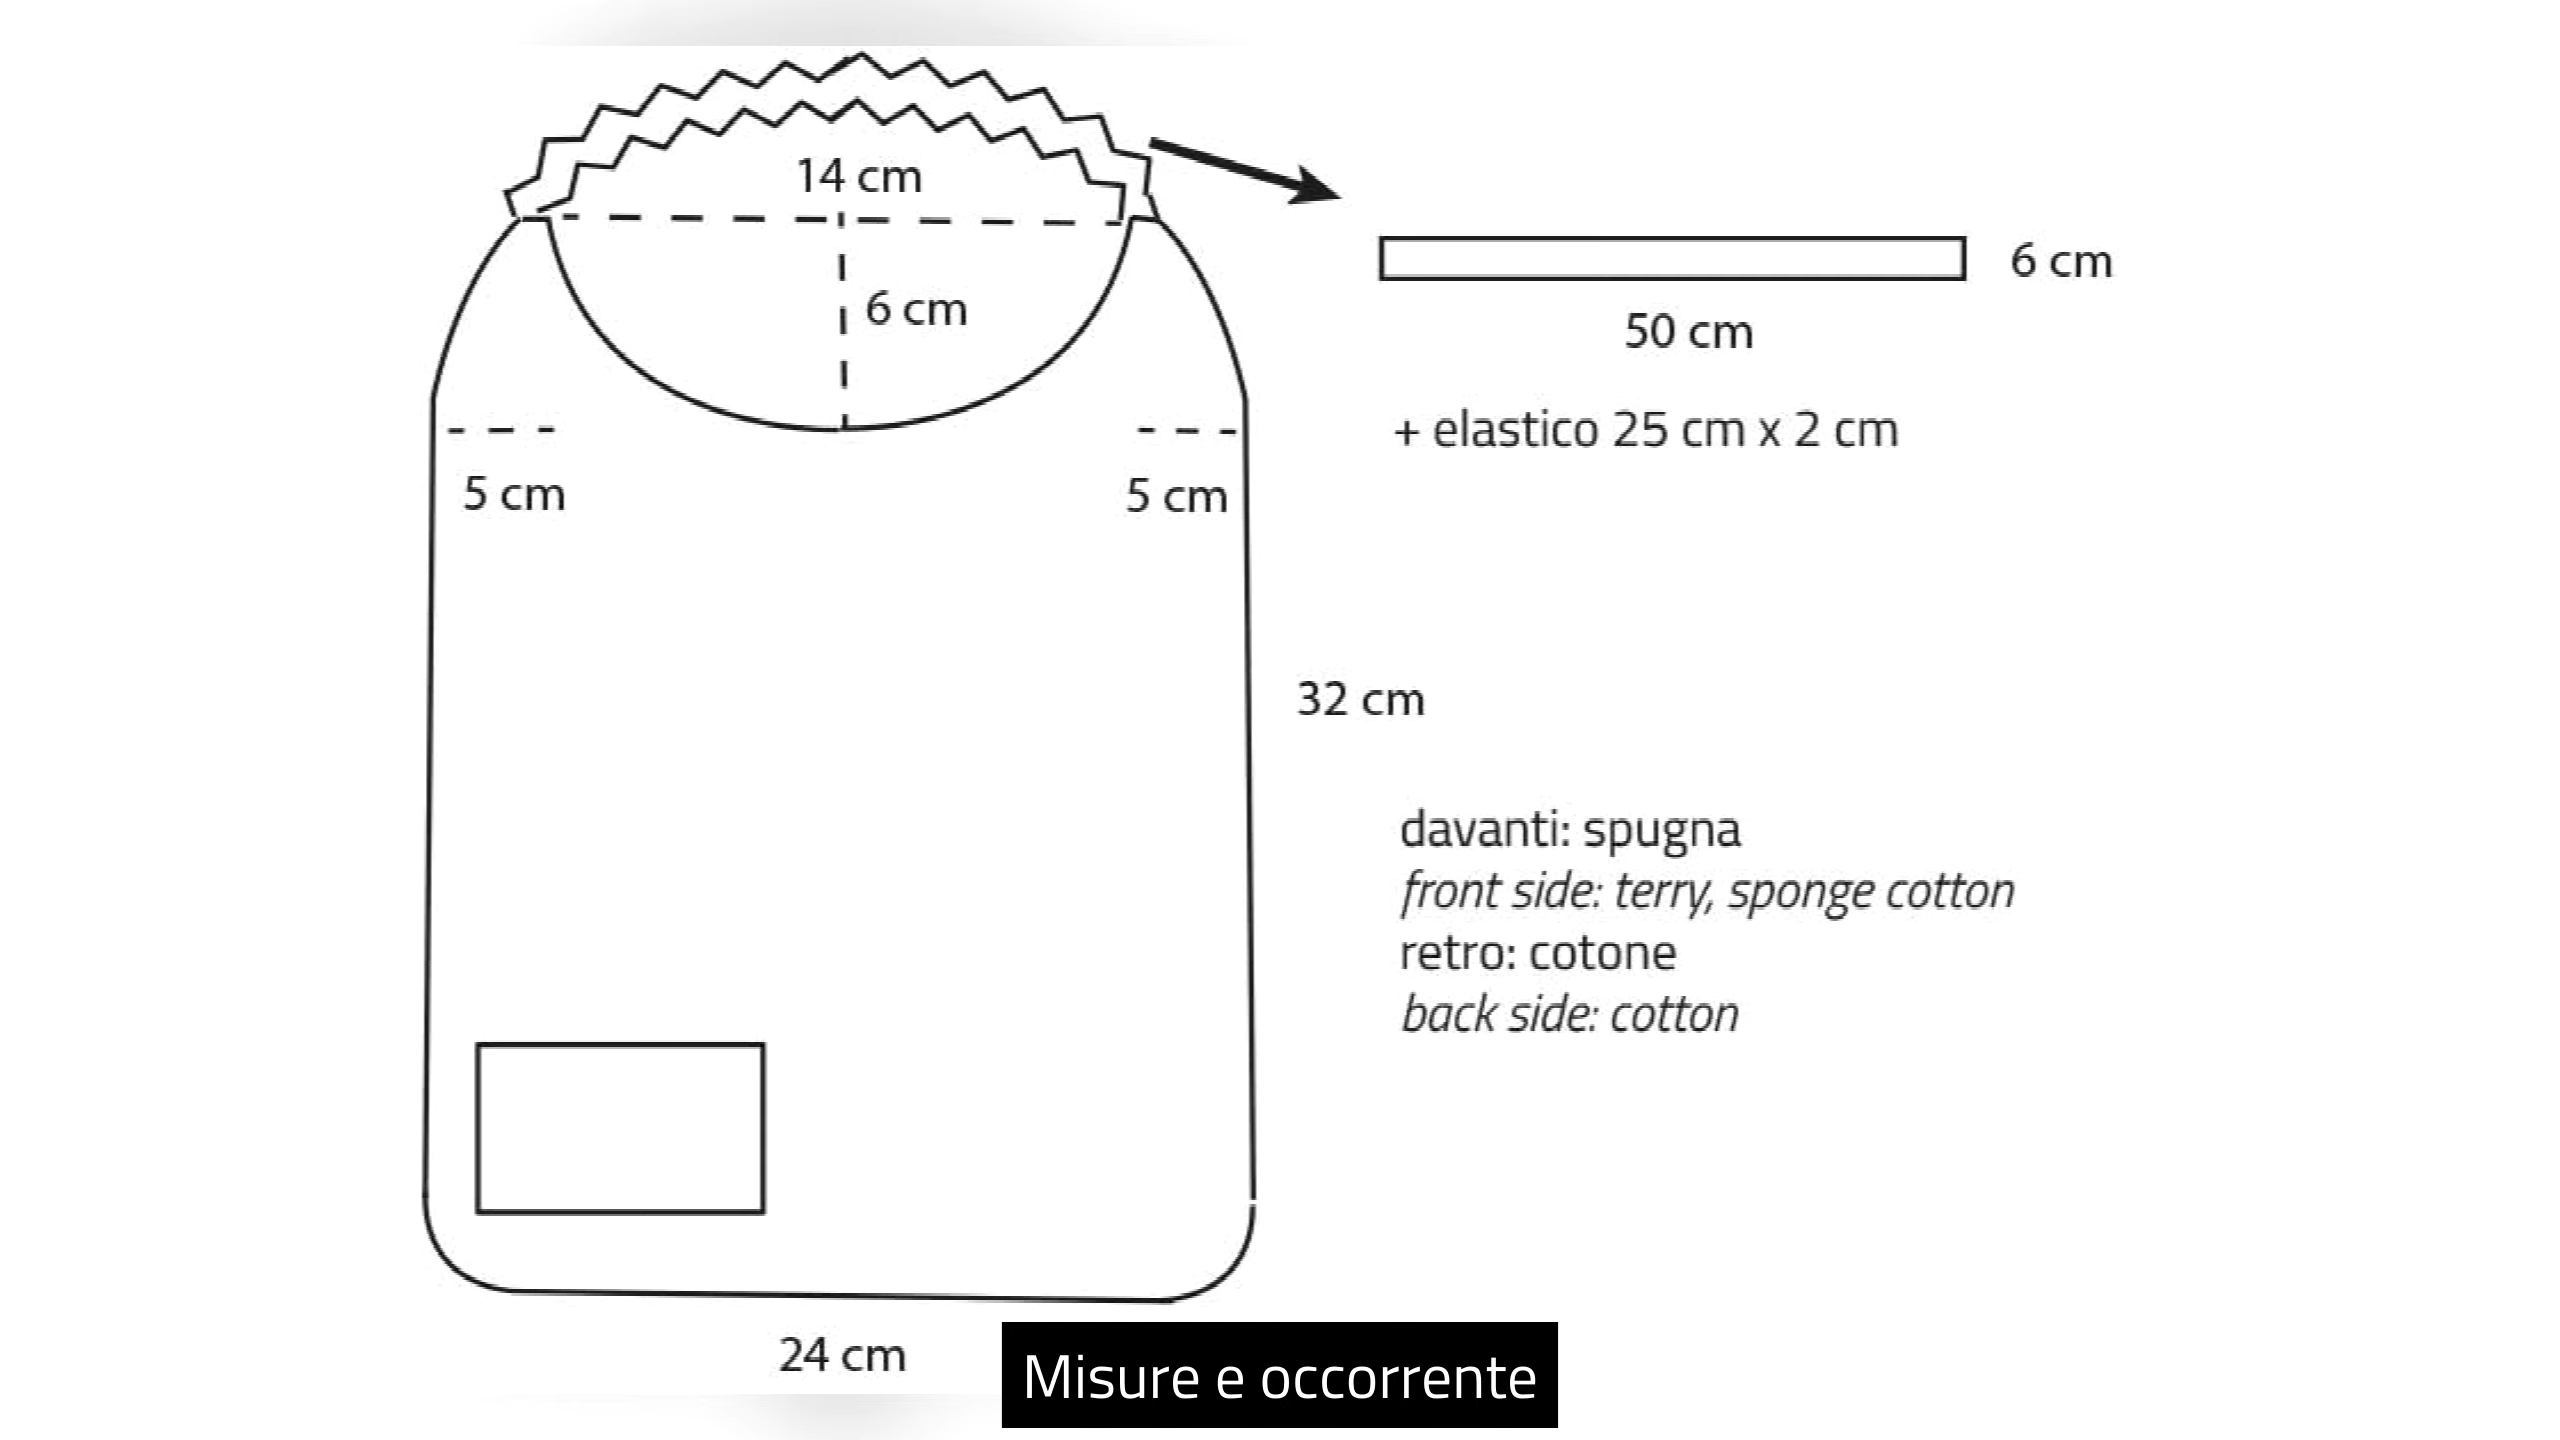 14 cm
6 cm
6 cm
50 cm
+ elastico 25 cm x 2 cm
5 cm
5 cm
32 cm
davanti: spugna
front side: terry, sponge cotton
retro: cotone
back side: cotton
24 cm
Misure e occorrente